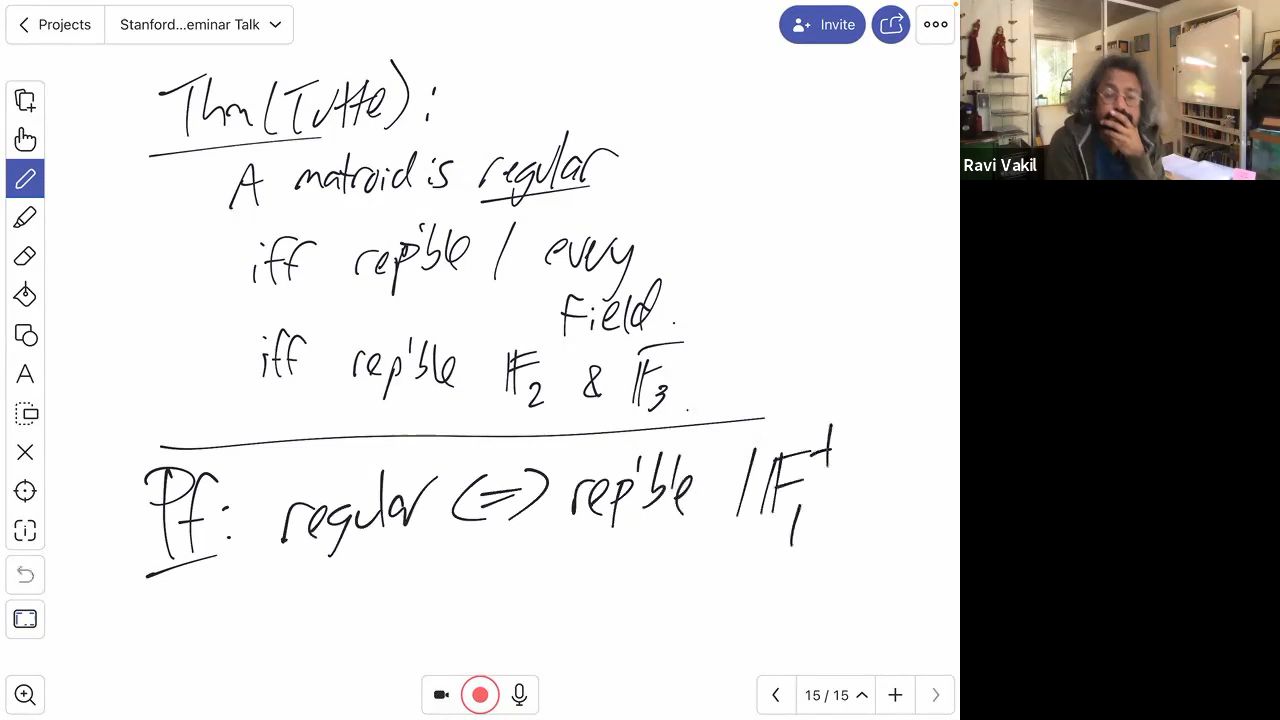 Projects
Stanford...eminar Talk
Invite
Thm (Tutte):
A matroid is regular
iff rep'ble / every
field.
iff rep'ble 𝔽₂ & 𝔽₃.
Pf: regular (=) rep'ble / 𝔽₁
Ravi Vakil
A
15 / 15